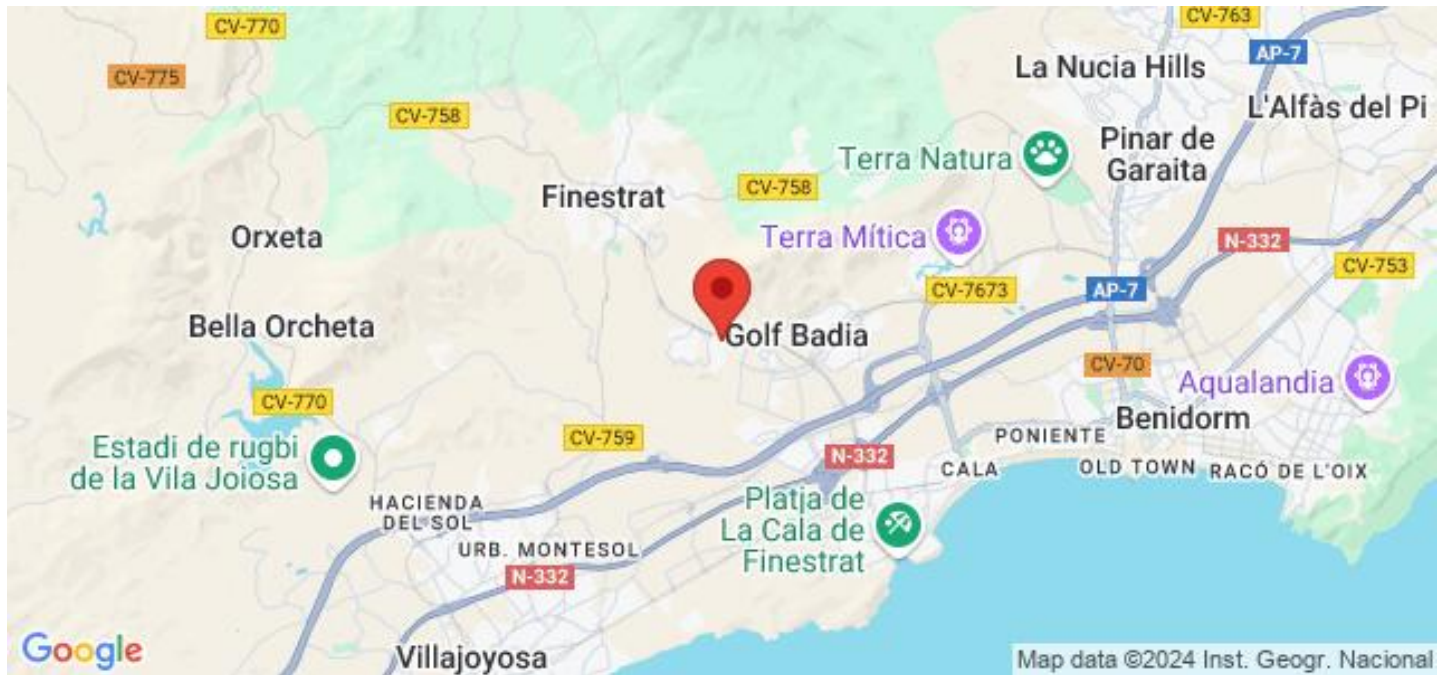 CV-770
CV-763
AP-7
La Nucia Hills
CV-775
L'Alfàs del Pi
CV-758
Pinar de
Garaita
Terra Natura
CV-758
Finestrat
Orxeta
Terra Mítica
N-332
CV-753
CV-7673
AP-7
Bella Orcheta
Golf Badia
CV-70
Aqualandia
CV-770
Benidorm
CV-759
PONIENTE
Estadi de rugbi
de la Vila Joiosa
N-332
CALA
OLD TOWN
RACÓ DE L'OIX
HACIENDA
DEL SOL
Platja de
La Cala de
Finestrat
URB. MONTESOL
N-332
Villajoyosa
Google
Map data ©2024 Inst. Geogr. Nacional